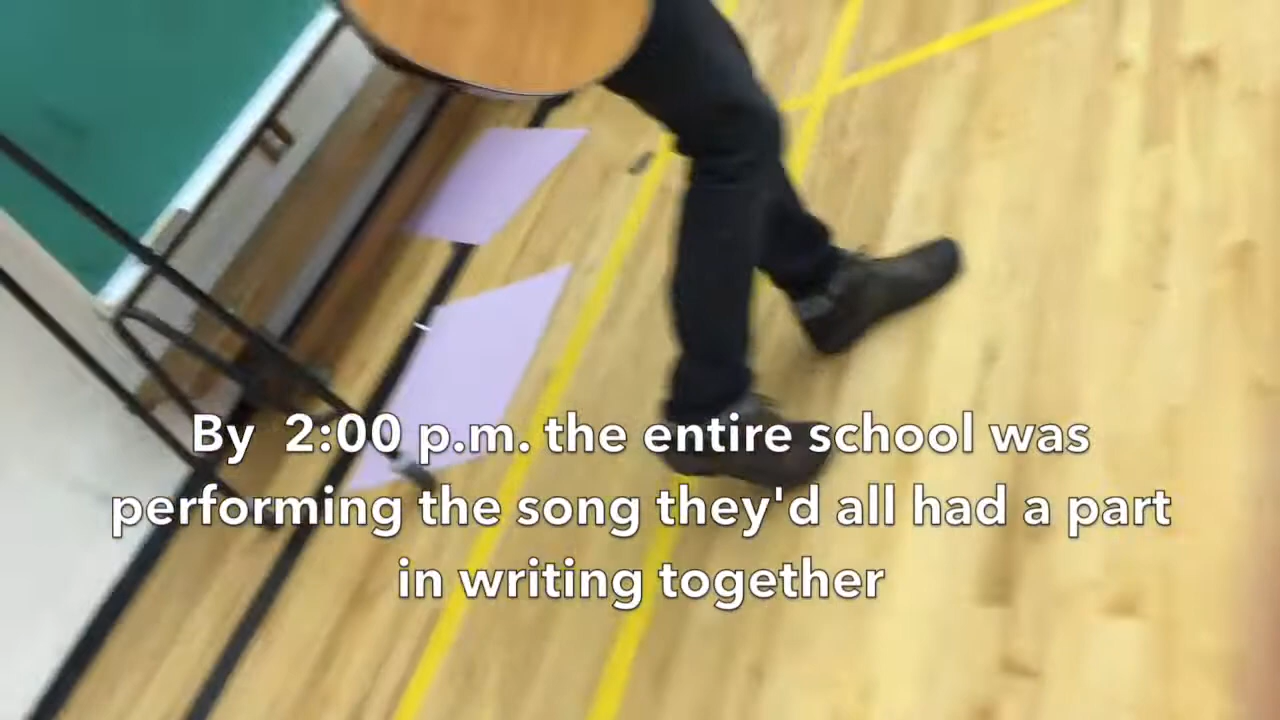 By  2:00 p.m. the entire school was
performing the song they'd all had a part
in writing together